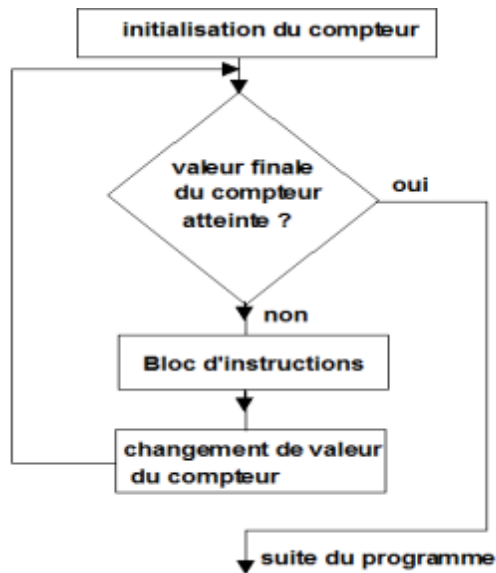 initialisation du compteur
valeur finale
du compteur
atteinte ?
oui
non
Bloc d'instructions
changement de valeur
du compteur
suite du programme